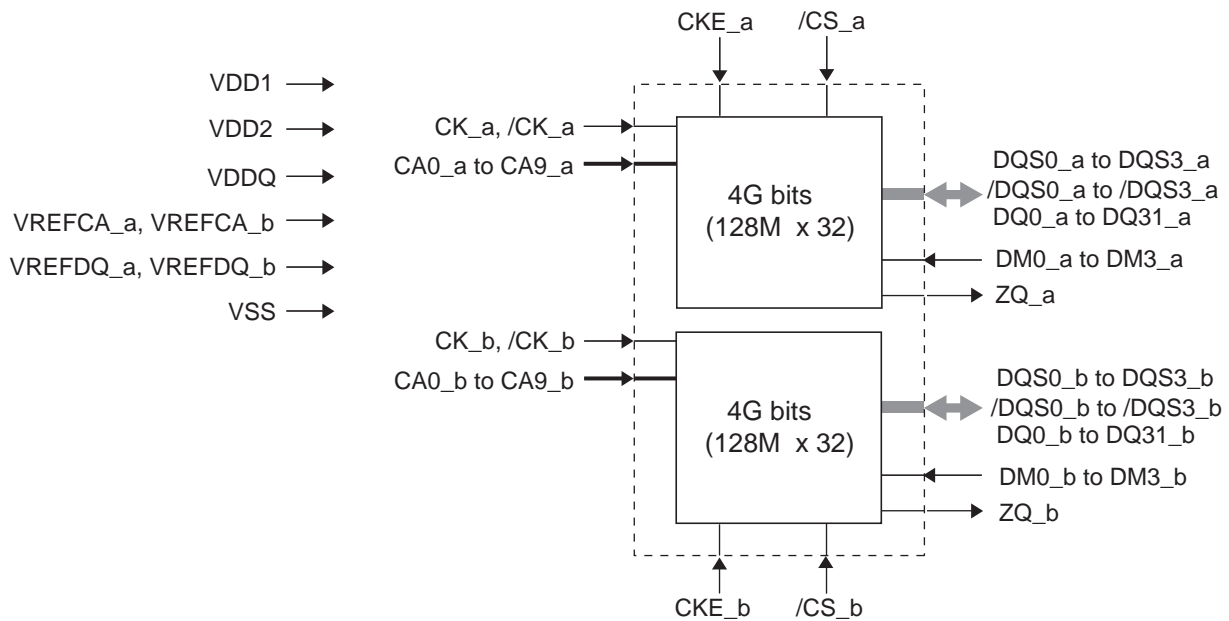 CKE_a
/CS_a
VDD1
VDD2
VDDQ
VREFCA_a, VREFCA_b
VREFDQ_a, VREFDQ_b
VSS
CK_a, /CK_a
CA0_a to CA9_a
4G bits
(128M x 32)
DQS0_a to DQS3_a
/DQS0_a to /DQS3_a
DQ0_a to DQ31_a
DM0_a to DM3_a
ZQ_a
CK_b, /CK_b
CA0_b to CA9_b
4G bits
(128M x 32)
DQS0_b to DQS3_b
/DQS0_b to /DQS3_b
DQ0_b to DQ31_b
DM0_b to DM3_b
ZQ_b
CKE_b
/CS_b